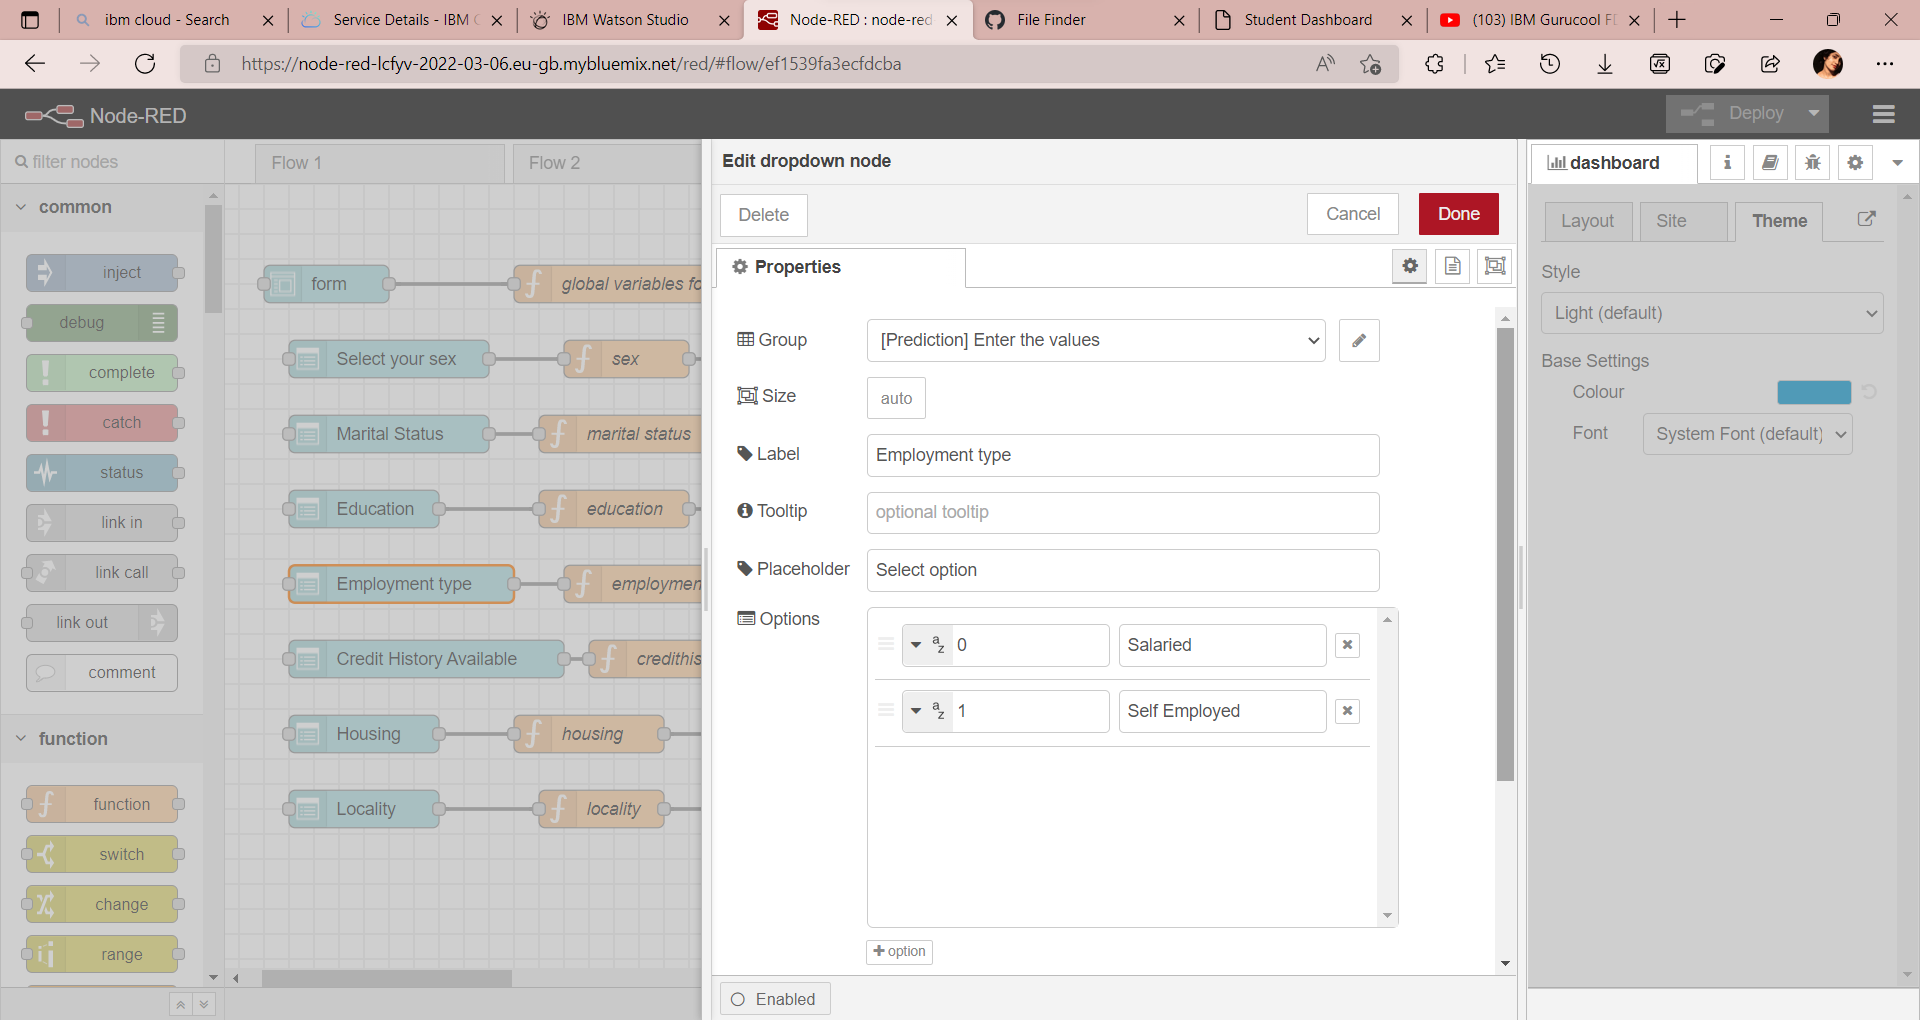 ibm cloud - Search
Service Details - IBM C
IBM Watson Studio
Node-RED : node-red
File Finder
Student Dashboard
(103) IBM Gurucool F
https://node-red-lcfyv-2022-03-06.eu-gb.mybluemix.net/red/#flow/ef1539fa3ecfdcba
Node-RED
Deploy
filter nodes
common
inject
debug
complete
catch
status
link in
link call
link out
comment
function
function
switch
change
range
Flow 1
Flow 2
form
global variables fo
Select your sex
sex
Marital Status
marital status
Education
education
Employment type
employmen
Credit History Available
credithis
Housing
housing
Locality
locality
Edit dropdown node
Delete
Cancel
Done
Properties
Group
[Prediction] Enter the values
Size
auto
Label
Employment type
Tooltip
optional tooltip
Placeholder
Select option
Options
az 0
Salaried
az 1
Self Employed
option
Enabled
dashboard
Layout
Site
Theme
Style
Light (default)
Base Settings
Colour
Font
System Font (default)